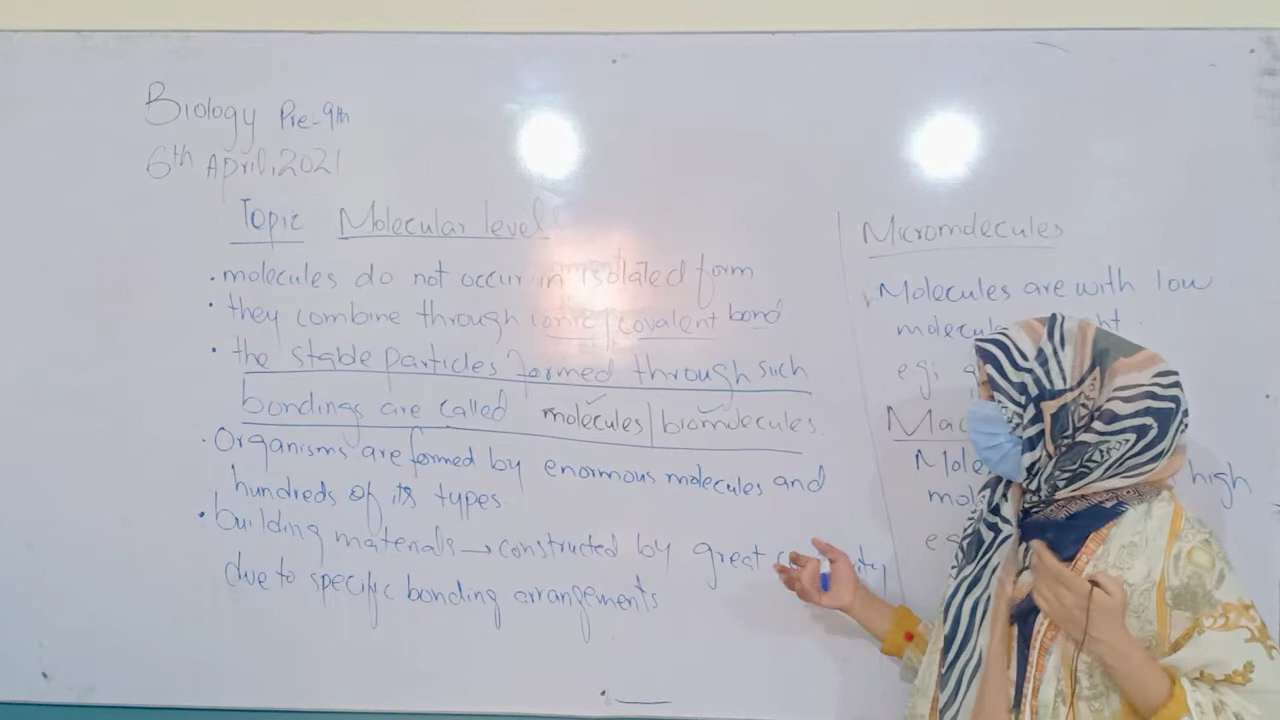 Biology Pre-9th
6th April, 2021
Topic Molecular level
• molecules do not occur in isolated form
• they combine through ionic/covalent bond
• the stable particles formed through such
bondings are called molecules/biomolecules.
• Organisms are formed by enormous molecules and
hundreds of its types
• building materials → constructed by great
due to specific bonding arrangements
Micromolecules
Molecules are with low
eg:
high